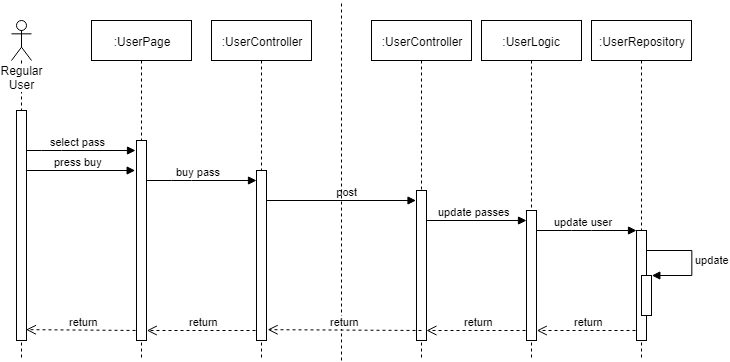 Regular
User
:UserPage
:UserController
:UserController
:UserLogic
:UserRepository
select pass
press buy
buy pass
post
update passes
update user
update
return
return
return
return
return